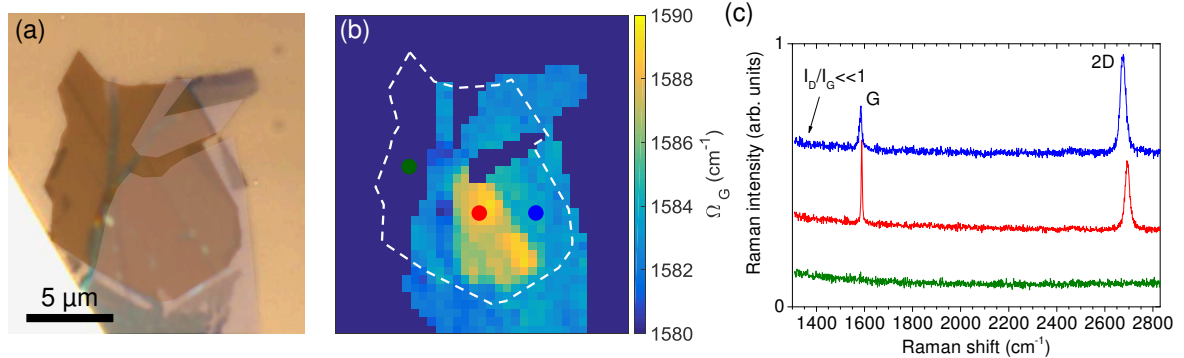 (a)
5 µm
(b)
1590
1588
1586
1584
1582
1580
Ω G (cm⁻¹)
(c)
1
0
Raman intensity (arb. units)
I_D/I_G<<1
G
2D
1400 1600 1800 2000 2200 2400 2600 2800
Raman shift (cm⁻¹)